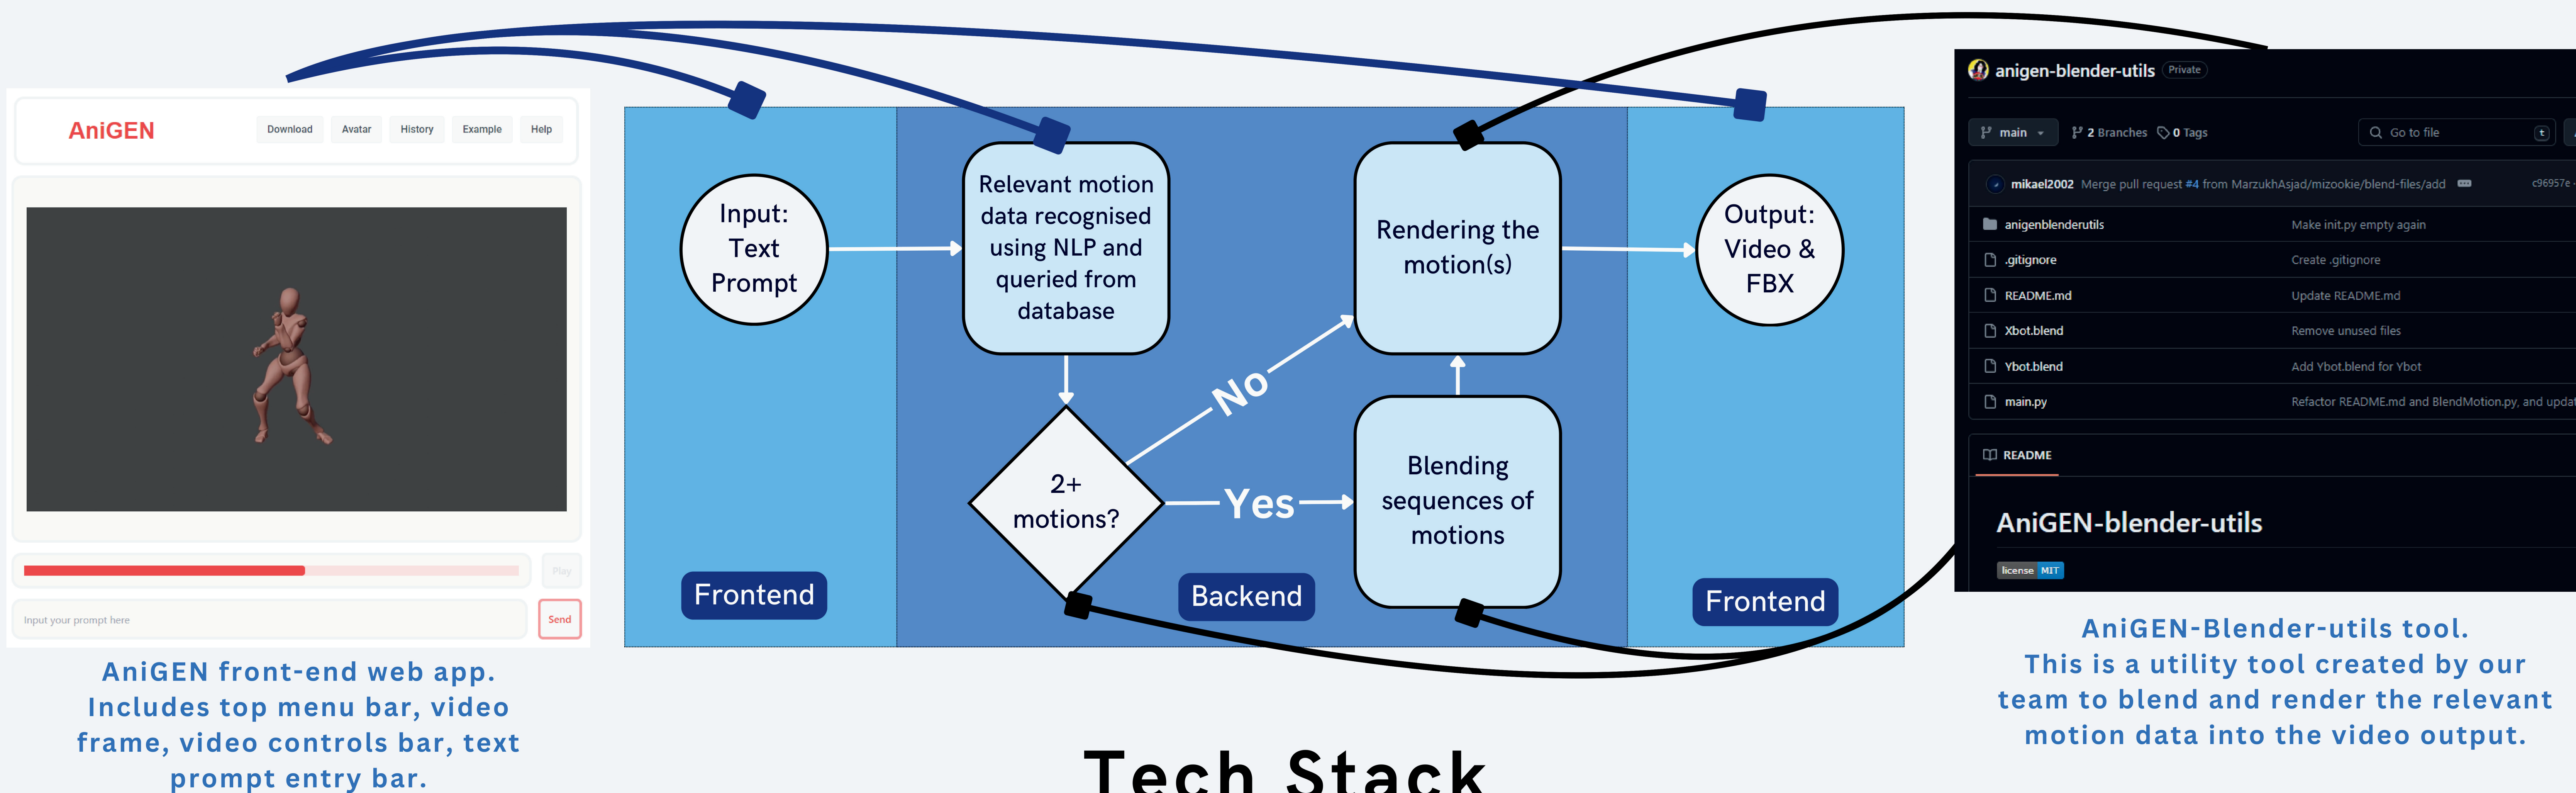 AniGEN
Download Avatar History Example Help
Play
Input your prompt here
Send
AniGEN front-end web app.
Includes top menu bar, video
frame, video controls bar, text
prompt entry bar.
Input:
Text
Prompt
Frontend
Relevant motion
data recognised
using NLP and
queried from
database
2+
motions?
No
Yes
Backend
Rendering the
motion(s)
Blending
sequences of
motions
Output:
Video &
FBX
Frontend
Tech Stack
anigen-blender-utils Private
main 2 Branches 0 Tags Go to file t
mikael2002 Merge pull request #4 from MarzukhAsjad/mizookie/blend-files/add c96957e
anigenblenderutils Make init.py empty again
.gitignore Create .gitignore
README.md Update README.md
Xbot.blend Remove unused files
Ybot.blend Add Ybot.blend for Ybot
main.py Refactor README.md and BlendMotion.py, and updat
README
AniGEN-blender-utils
license MIT
AniGEN-Blender-utils tool.
This is a utility tool created by our
team to blend and render the relevant
motion data into the video output.